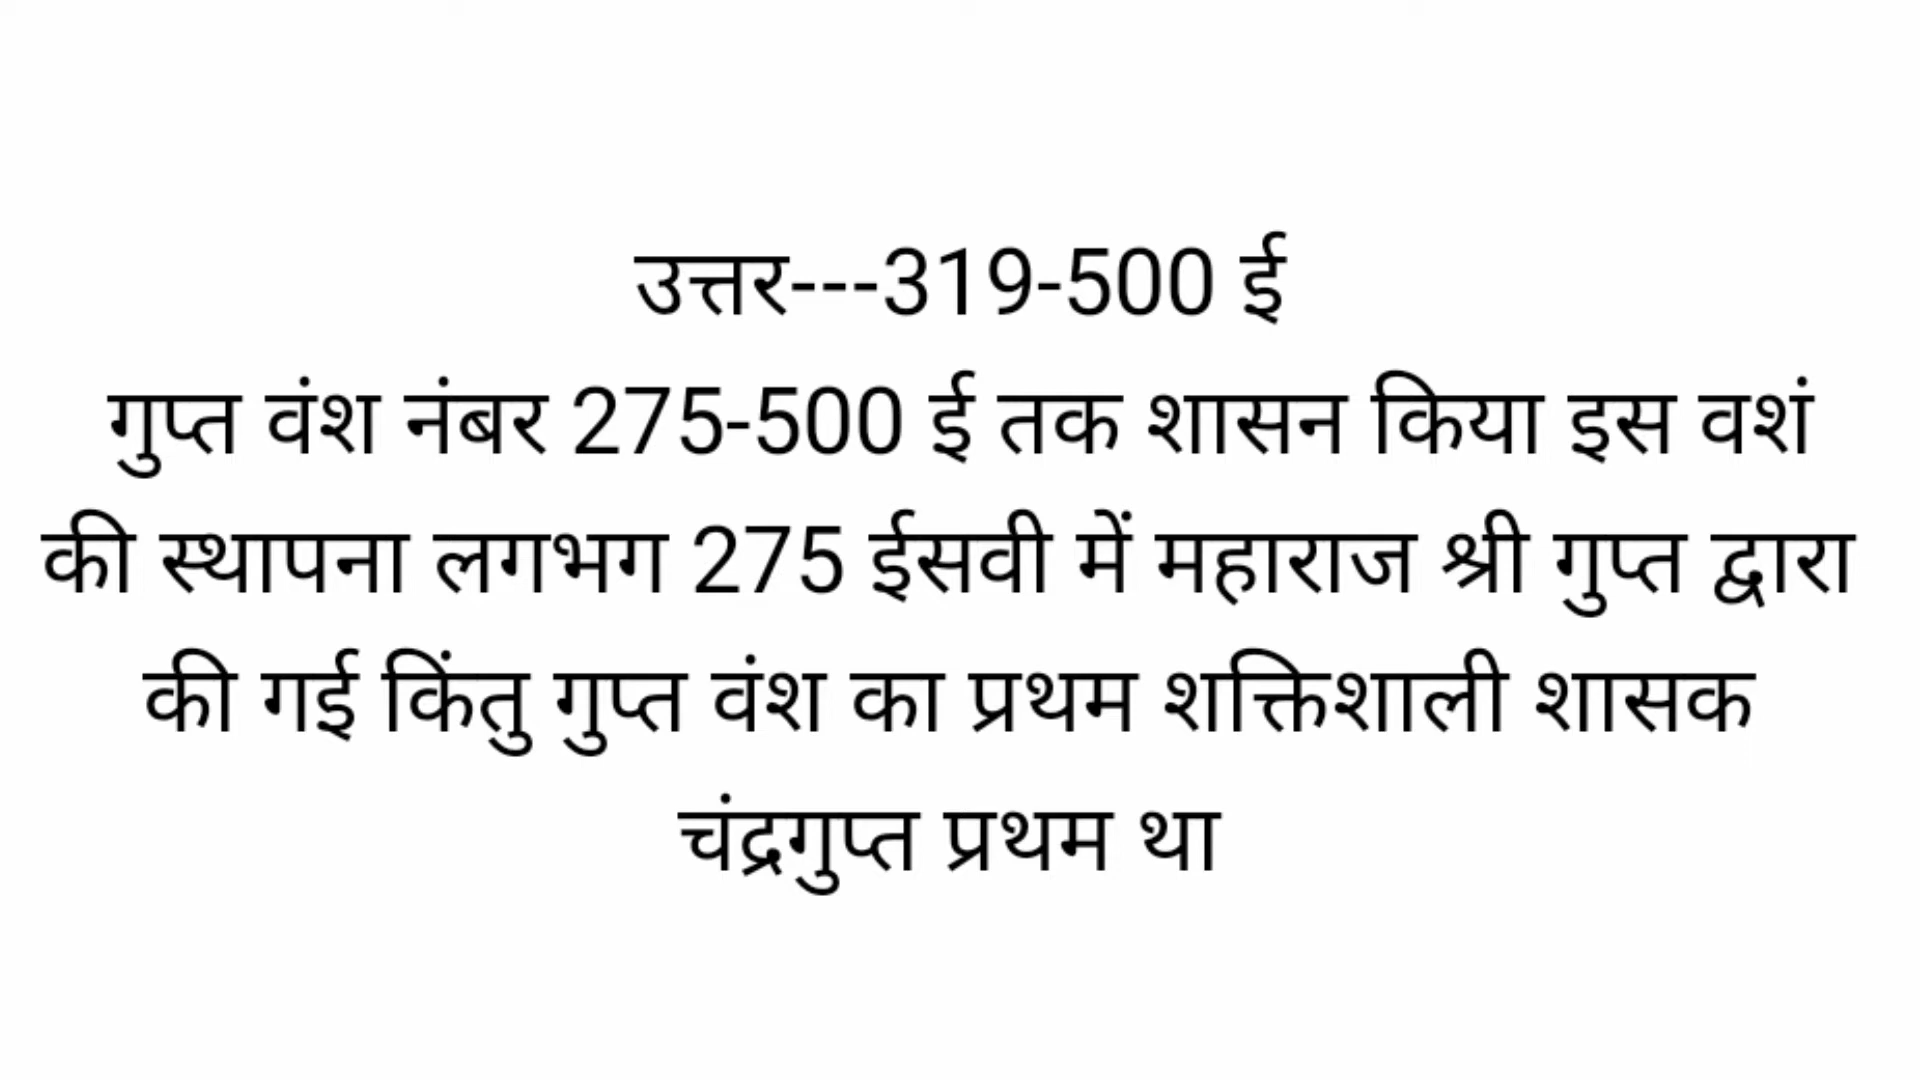 उत्तर---319-500 ई
गुप्त वंश नंबर 275-500 ई तक शासन किया इस वशं
की स्थापना लगभग 275 ईसवी में महाराज श्री गुप्त द्वारा
की गई किंतु गुप्त वंश का प्रथम शक्तिशाली शासक
चंद्रगुप्त प्रथम था